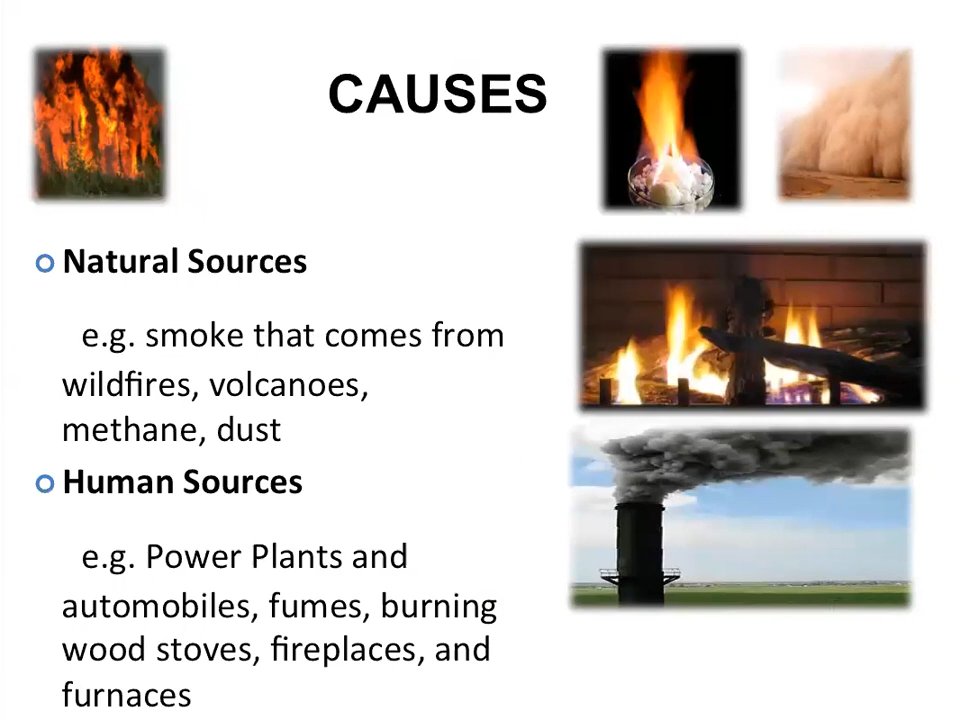 CAUSES
Natural Sources
e.g. smoke that comes from
wildfires, volcanoes,
methane, dust
Human Sources
e.g. Power Plants and
automobiles, fumes, burning
wood stoves, fireplaces, and
furnaces